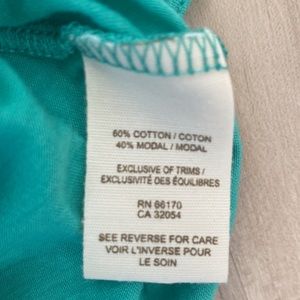 60% COTTON / COTON
40% MODAL / MODAL
EXCLUSIVE OF TRIMS /
EXCLUSIVITÉ DES ÉQUILIBRES
RN 66170
CA 32054
SEE REVERSE FOR CARE
VOIR L'INVERSE POUR
LE SOIN